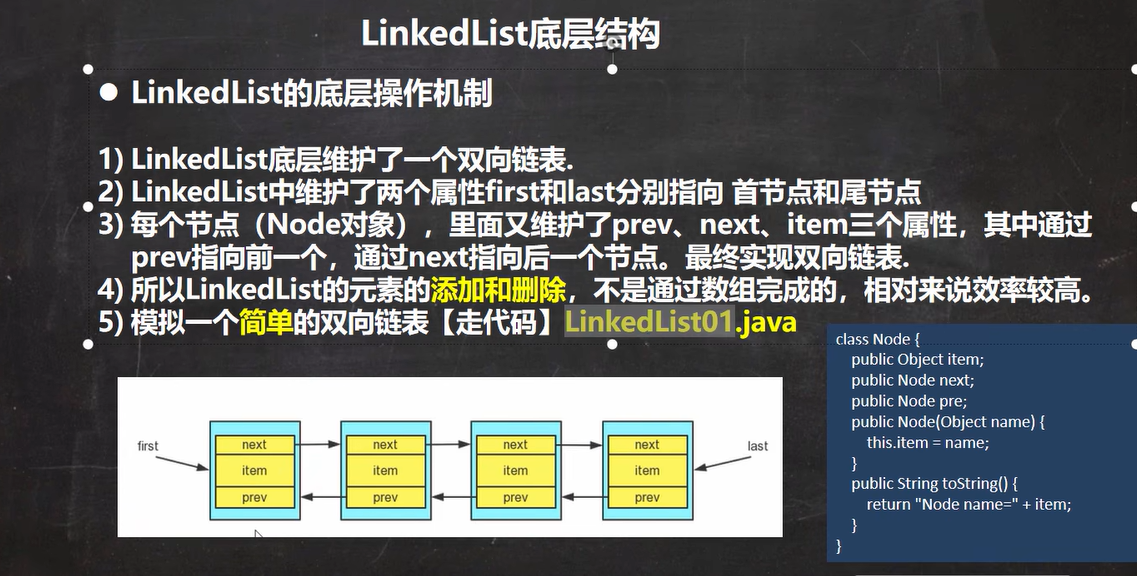 LinkedList底层结构
● LinkedList的底层操作机制
1) LinkedList底层维护了一个双向链表.
2) LinkedList中维护了两个属性first和last分别指向 首节点和尾节点
3) 每个节点（Node对象），里面又维护了prev、next、item三个属性，其中通过
prev指向前一个，通过next指向后一个节点。最终实现双向链表.
4) 所以LinkedList的元素的添加和删除，不是通过数组完成的，相对来说效率较高。
5) 模拟一个简单的双向链表【走代码】LinkedList01.java
class Node {
public Object item;
public Node next;
public Node pre;
public Node(Object name) {
this.item = name;
}
public String toString() {
return "Node name=" + item;
}
}
first
next
item
prev
next
item
prev
next
item
prev
next
item
prev
last